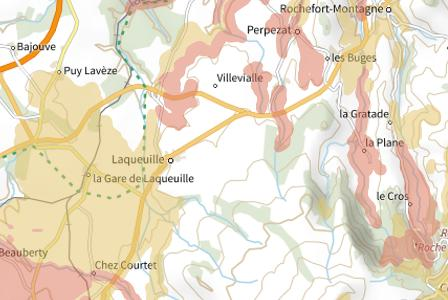 Rochefort-Montagne
Perpezat
Bajouve
les Buges
Puy Lavèze
Villevialle
la Gratade
la Plane
Laqueuille
la Gare de Laqueuille
le Cros
Beauberty
Roche
Chez Courtet